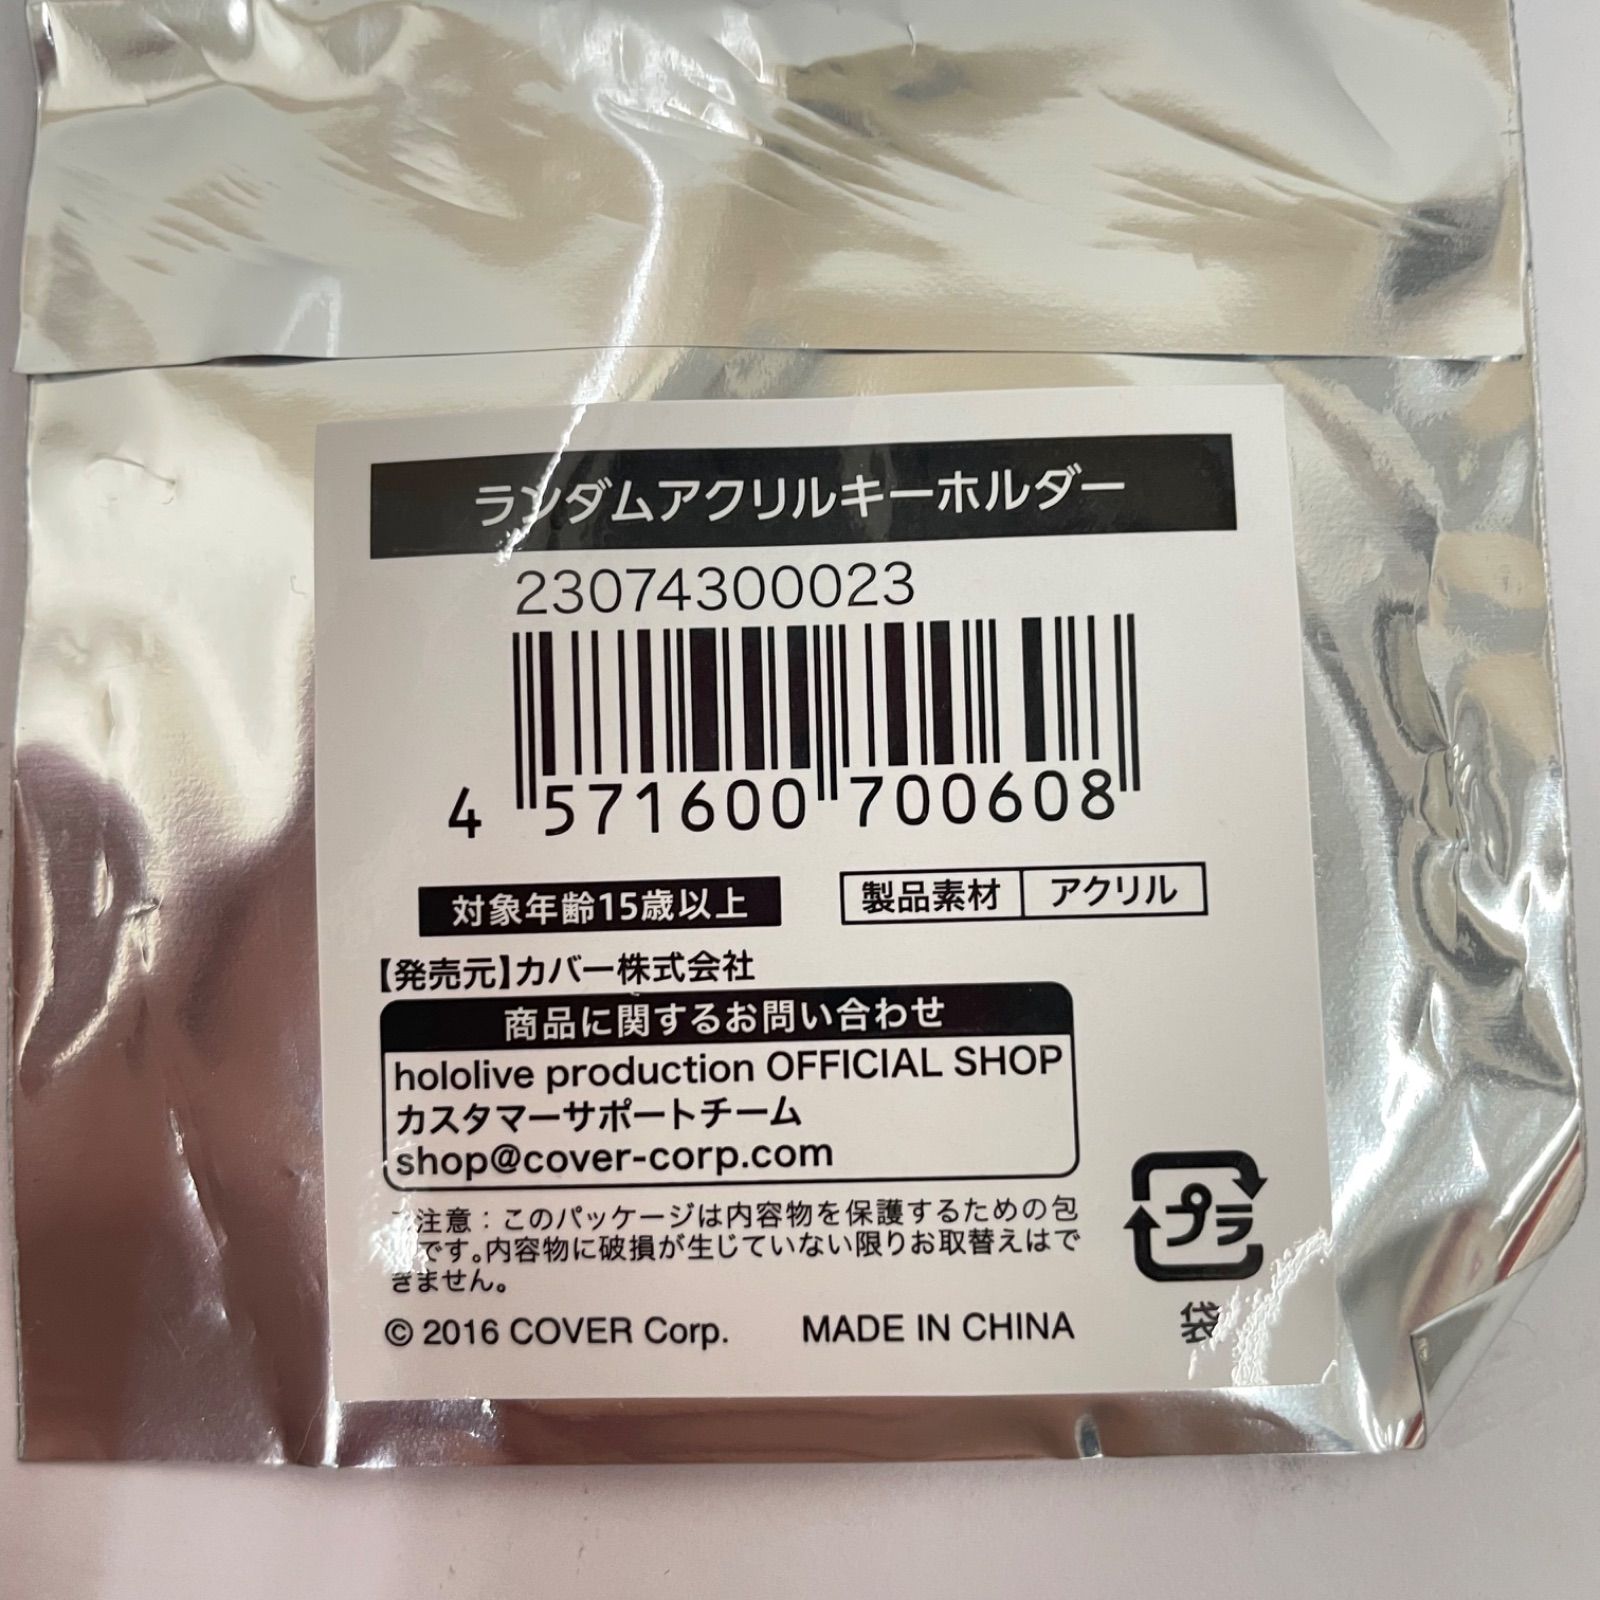 ランダムアクリルキーホルダー
23074300023
4 571600 700608
対象年齢15歳以上
製品素材 アクリル
【発売元】カバー株式会社
商品に関するお問い合わせ
hololive production OFFICIAL SHOP
カスタマーサポートチーム
shop@cover-corp.com
ご注意：このパッケージは内容物を保護するための包
です。内容物に破損が生じていない限りお取替えはで
きません。
© 2016 COVER Corp. MADE IN CHINA
プラ
袋